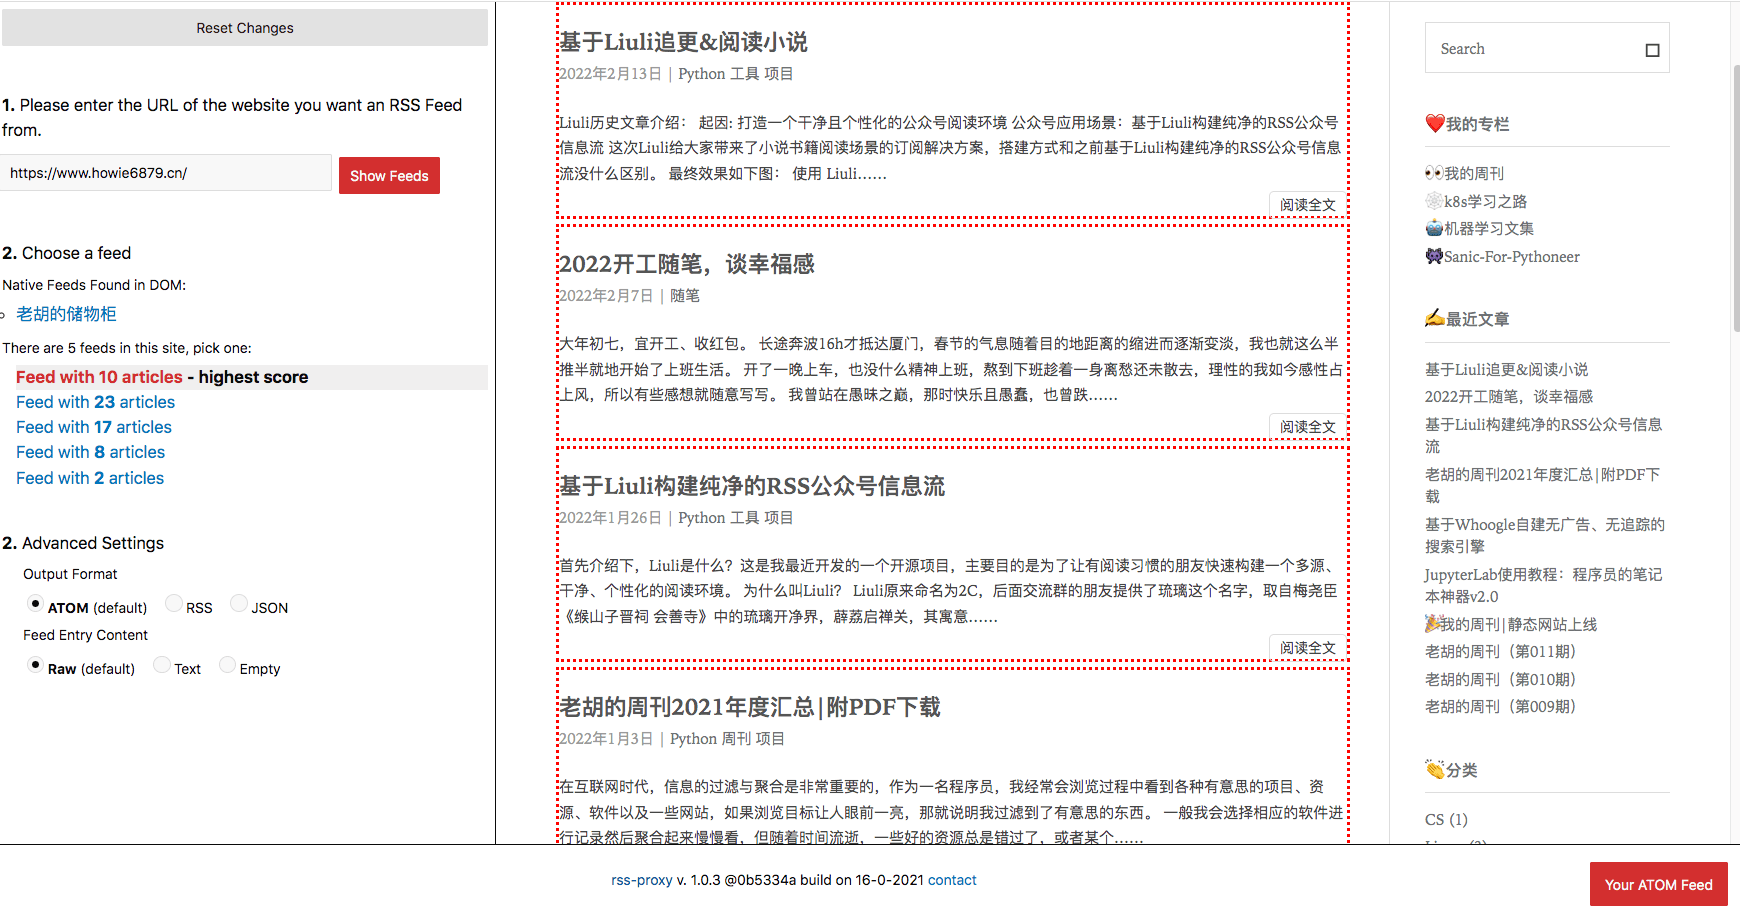 Reset Changes
1. Please enter the URL of the website you want an RSS Feed
from.
https://www.howie6879.cn/
Show Feeds
2. Choose a feed
Native Feeds Found in DOM:
老胡的储物柜
There are 5 feeds in this site, pick one:
Feed with 10 articles - highest score
Feed with 23 articles
Feed with 17 articles
Feed with 8 articles
Feed with 2 articles
2. Advanced Settings
Output Format
ATOM (default) RSS JSON
Feed Entry Content
Raw (default) Text Empty
基于Liuli追更&阅读小说
2022年2月13日 | Python 工具 项目
Liuli历史文章介绍： 起因: 打造一个干净且个性化的公众号阅读环境 公众号应用场景：基于Liuli构建纯净的RSS公众号
信息流 这次Liuli给大家带来了小说书籍阅读场景的订阅解决方案，搭建方式和之前基于Liuli构建纯净的RSS公众号信息
流没什么区别。 最终效果如下图： 使用 Liuli……
阅读全文
2022开工随笔，谈幸福感
2022年2月7日 | 随笔
大年初七，宜开工、收红包。 长途奔波16h才抵达厦门，春节的气息随着目的地距离的缩进而逐渐变淡，我也就这么半
推半就地开始了上班生活。 开了一晚上车，也没什么精神上班，熬到下班趁着一身离愁还未散去，理性的我如今感性占
上风，所以有些感想就随意写写。 我曾站在愚昧之巅，那时快乐且愚蠢，也曾跌……
阅读全文
基于Liuli构建纯净的RSS公众号信息流
2022年1月26日 | Python 工具 项目
首先介绍下，Liuli是什么？这是我最近开发的一个开源项目，主要目的是为了让有阅读习惯的朋友快速构建一个多源、
干净、个性化的阅读环境。 为什么叫Liuli？ Liuli原来命名为2C，后面交流群的朋友提供了琉璃这个名字，取自梅尧臣
《缑山子晋祠 会善寺》中的琉璃开净界，薜荔启禅关，其寓意……
阅读全文
老胡的周刊2021年度汇总|附PDF下载
2022年1月3日 | Python 周刊 项目
在互联网时代，信息的过滤与聚合是非常重要的，作为一名程序员，我经常会浏览过程中看到各种有意思的项目、资
源、软件以及一些网站，如果浏览目标让人眼前一亮，那就说明我过滤到了有意思的东西。 一般我会选择相应的软件进
行记录然后聚合起来慢慢看，但随着时间流逝，一些好的资源总是错过了，或者某个……
Search
❤️我的专栏
👀我的周刊
🕸️k8s学习之路
🤖机器学习文集
👾Sanic-For-Pythoneer
✍️最近文章
基于Liuli追更&阅读小说
2022开工随笔，谈幸福感
基于Liuli构建纯净的RSS公众号信息
流
老胡的周刊2021年度汇总|附PDF下
载
基于Whoogle自建无广告、无追踪的
搜索引擎
JupyterLab使用教程：程序员的笔记
本神器v2.0
🎉我的周刊|静态网站上线
老胡的周刊（第011期）
老胡的周刊（第010期）
老胡的周刊（第009期）
👏分类
CS (1)
rss-proxy v. 1.0.3 @0b5334a build on 16-0-2021 contact
Your ATOM Feed